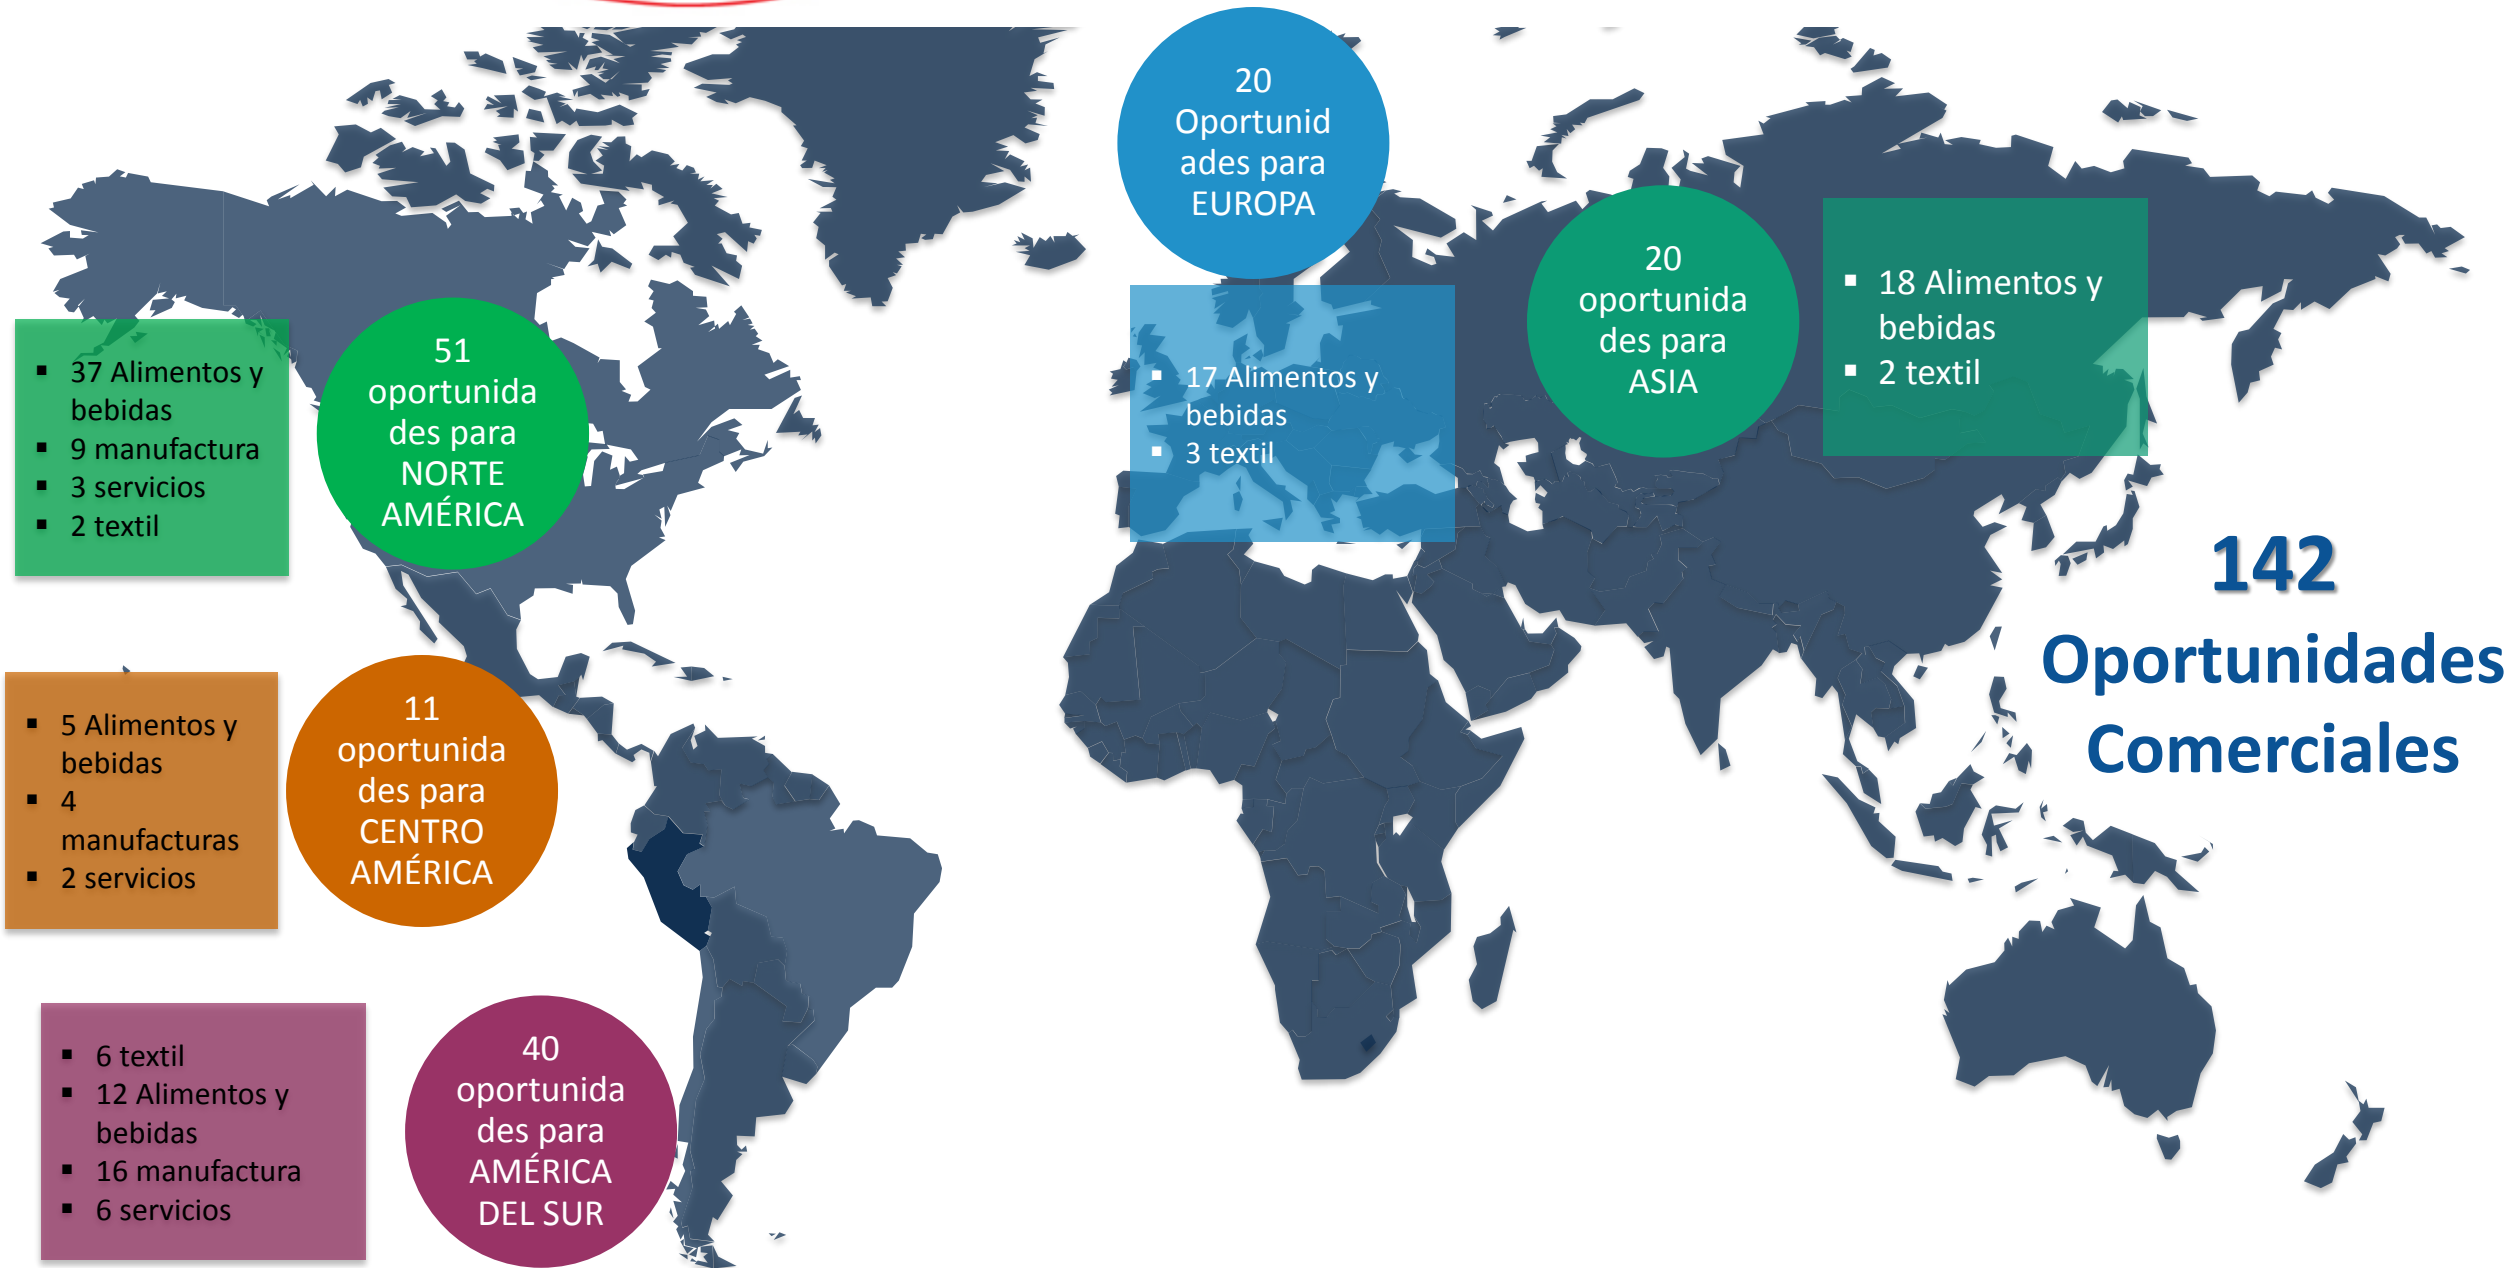 20
Oportunid
ades para
EUROPA
▪ 17 Alimentos y
bebidas
▪ 3 textil
20
oportunida
des para
ASIA
▪ 18 Alimentos y
bebidas
▪ 2 textil
▪ 37 Alimentos y
bebidas
▪ 9 manufactura
▪ 3 servicios
▪ 2 textil
51
oportunida
des para
NORTE
AMÉRICA
142
Oportunidades
Comerciales
▪ 5 Alimentos y
bebidas
▪ 4
manufacturas
▪ 2 servicios
11
oportunida
des para
CENTRO
AMÉRICA
▪ 6 textil
▪ 12 Alimentos y
bebidas
▪ 16 manufactura
▪ 6 servicios
40
oportunida
des para
AMÉRICA
DEL SUR